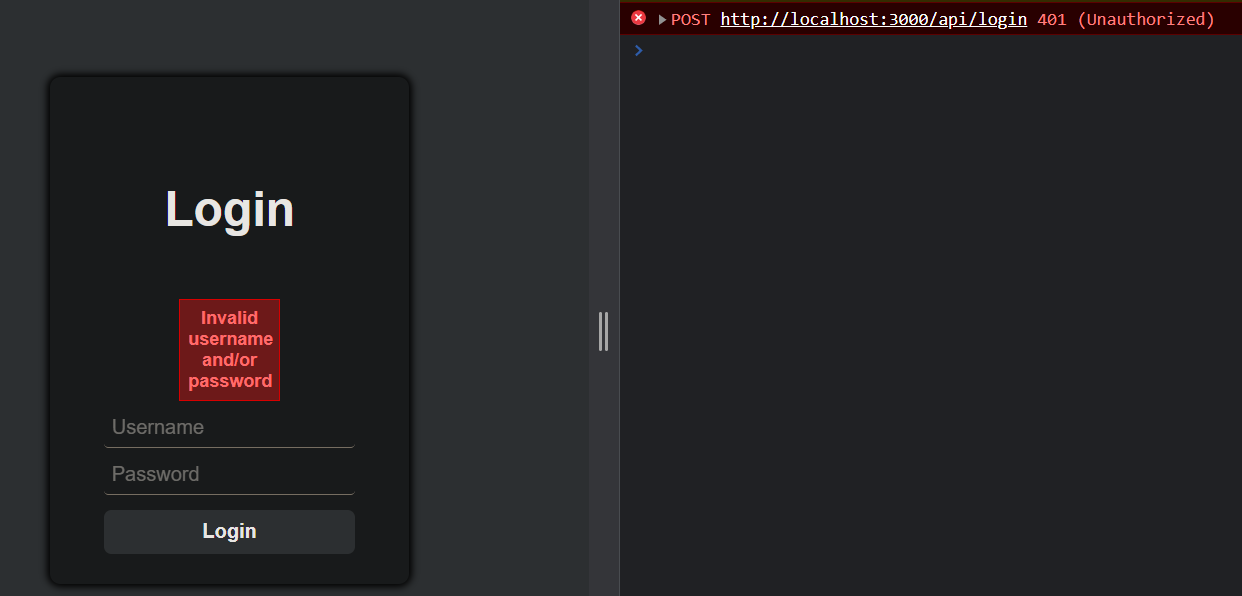 Login
Invalid
username
and/or
password
Username
Password
Login
POST http://localhost:3000/api/login 401 (Unauthorized)